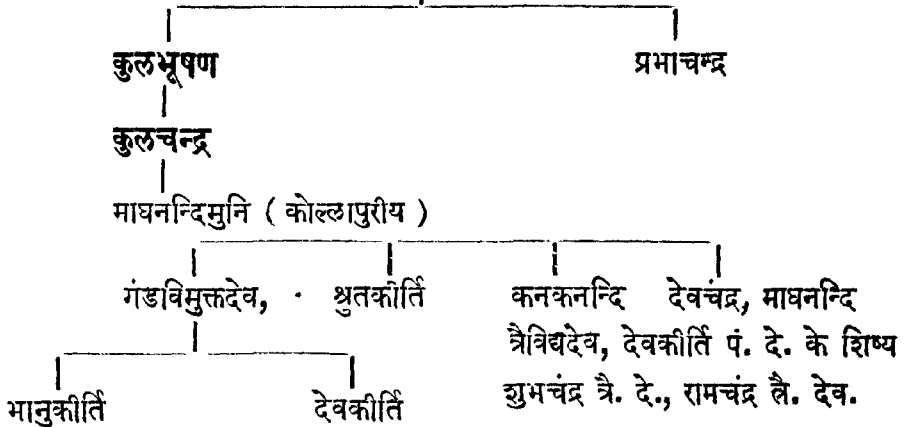 कुलभूषण प्रभाचन्द्र
कुलचन्द्र
माघनन्दिमुनि ( कोल्लापुरीय )
गंडविमुक्तदेव, श्रुतकीर्ति कनकनन्दि देवचंद्र, माघनन्दि
त्रैविद्यदेव, देवकीर्ति पं. दे. के शिष्य
शुभचंद्र त्रै. दे., रामचंद्र त्रै. देव.
भानुकीर्ति देवकीर्ति